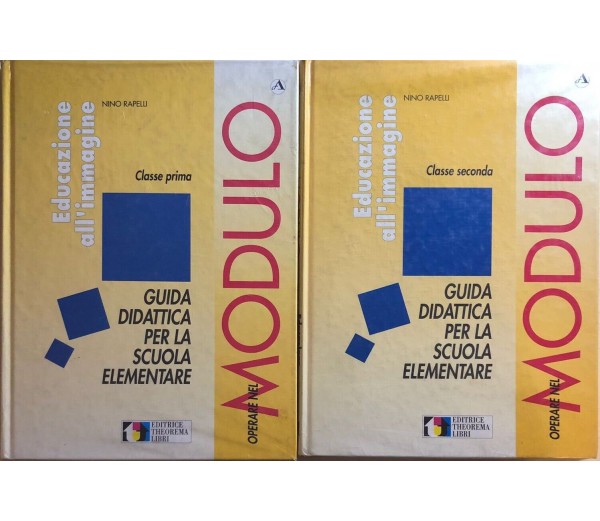 NINO RAPELLI
Educazione
all'immagine
Classe prima
GUIDA
DIDATTICA
PER LA
SCUOLA
ELEMENTARE
OPERARE NEL
MODULO
EDITRICE
THEOREMA
LIBRI
A
NINO RAPELLI
Educazione
all'immagine
Classe seconda
GUIDA
DIDATTICA
PER LA
SCUOLA
ELEMENTARE
OPERARE NEL
MODULO
EDITRICE
THEOREMA
LIBRI
A